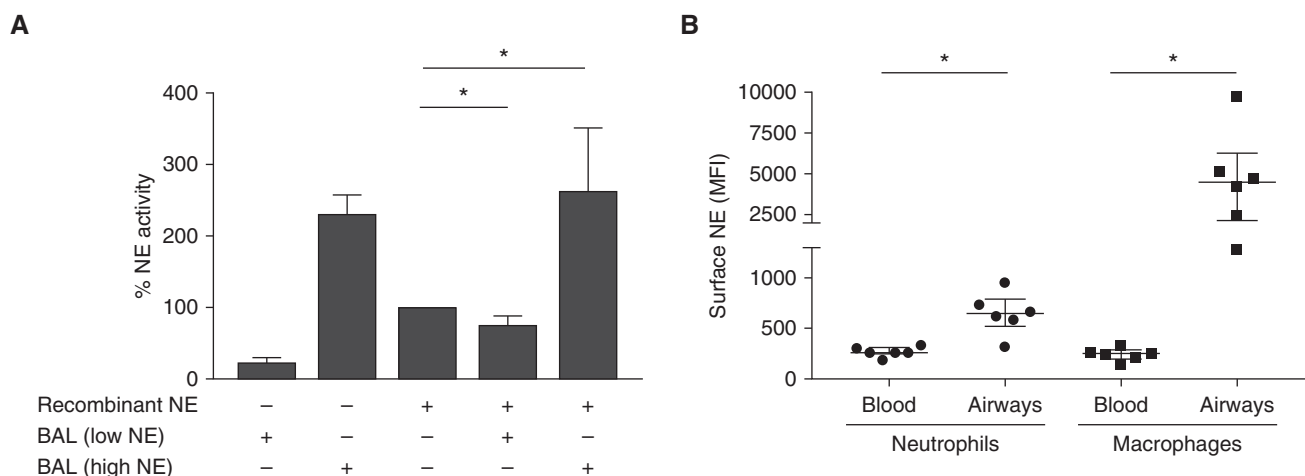 A
*
*
400
300
200
100
0
% NE activity
Recombinant NE – – + + +
BAL (low NE) + – – + –
BAL (high NE) – + – – +
B
*
*
10000
7500
5000
2500
1000
500
0
Surface NE (MFI)
Blood Airways Blood Airways
Neutrophils Macrophages